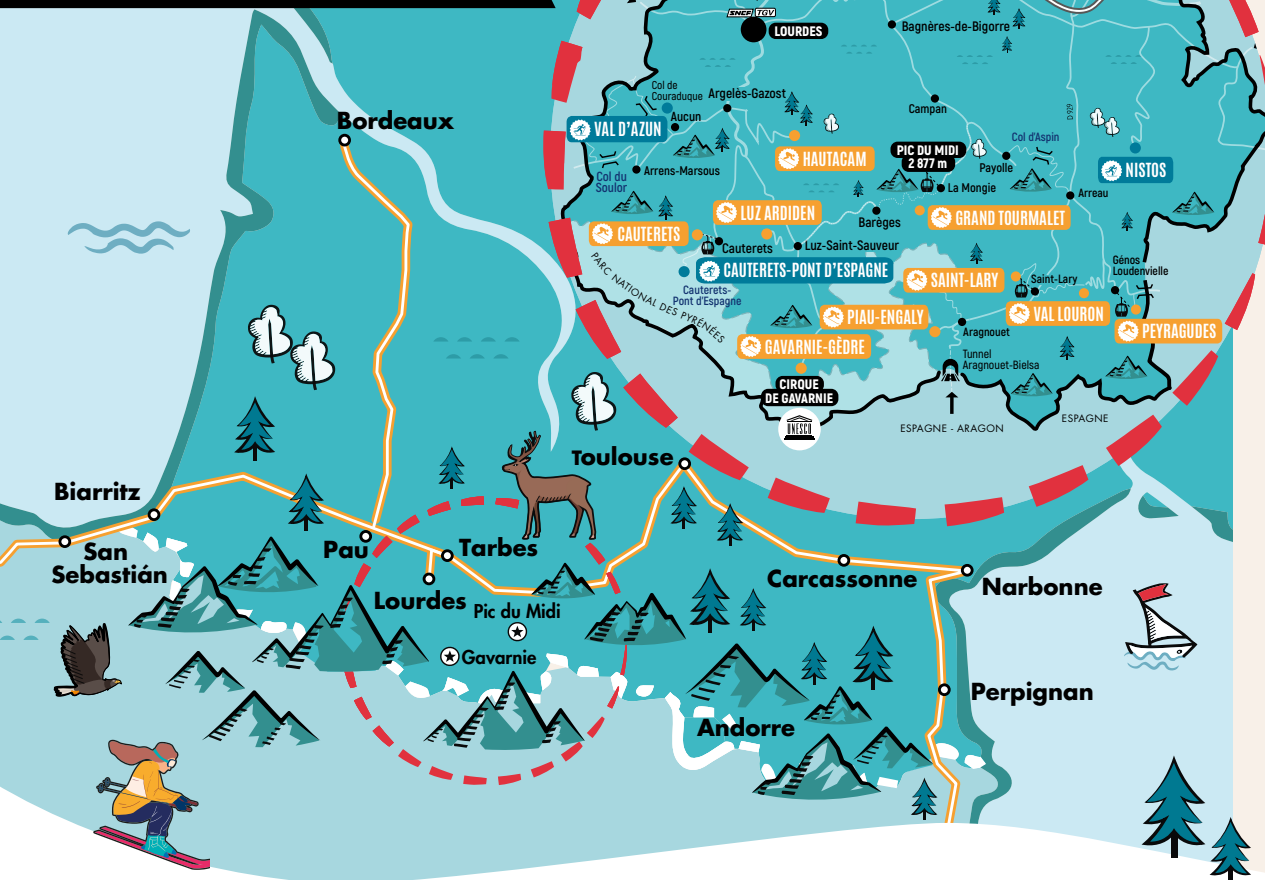 SNCF TGV
LOURDES
Bagnères-de-Bigorre
Col de
Couraduque
Argelès-Gazost
Aucun
VAL D'AZUN
Campan
D 929
Col d'Aspin
HAUTACAM
PIC DU MIDI
2 877 m
Payolle
NISTOS
Col du
Soulor
Arrens-Marsous
La Mongie
Arreau
LUZ ARDIDEN
Barèges
GRAND TOURMALET
CAUTERETS
Cauterets
Luz-Saint-Sauveur
PARC NATIONAL DES PYRÉNÉES
CAUTERETS-PONT D'ESPAGNE
Cauterets-
Pont d'Espagne
SAINT-LARY
Saint-Lary
Génos
Loudenvielle
PIAU-ENGALY
VAL LOURON
PEYRAGUDES
Aragnouet
GAVARNIE-GÈDRE
Tunnel
Aragnouet-Bielsa
CIRQUE
DE GAVARNIE
UNESCO
ESPAGNE - ARAGON
ESPAGNE
Bordeaux
Toulouse
Biarritz
San
Sebastián
Pau
Tarbes
Lourdes
Pic du Midi
Gavarnie
Carcassonne
Narbonne
Perpignan
Andorre